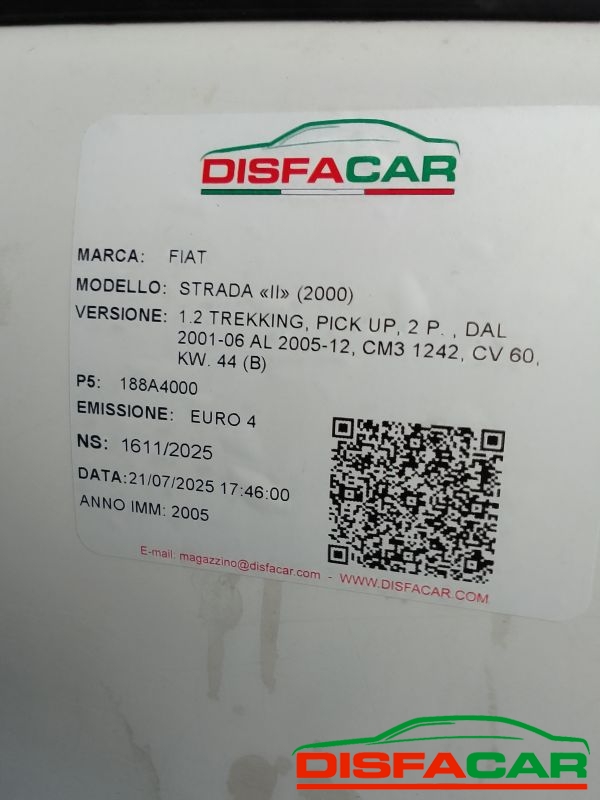 DISFACAR
MARCA: FIAT
MODELLO: STRADA «II» (2000)
VERSIONE: 1.2 TREKKING, PICK UP, 2 P. , DAL
2001-06 AL 2005-12, CM3 1242, CV 60,
KW. 44 (B)
P5: 188A4000
EMISSIONE: EURO 4
NS: 1611/2025
DATA:21/07/2025 17:46:00
ANNO IMM: 2005
E-mail: magazzino@disfacar.com - WWW.DISFACAR.COM
DISFACAR